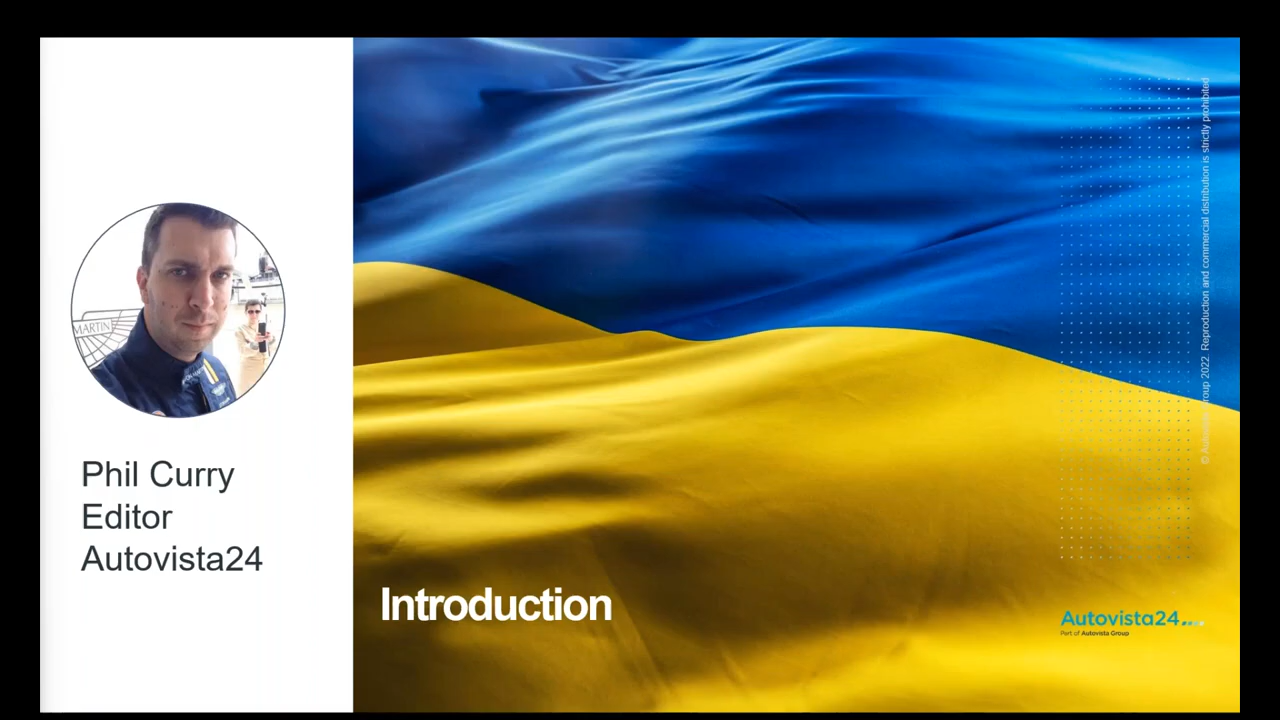 MARTIN
Phil Curry
Editor
Autovista24
Introduction
© Autovista Group 2022. Reproduction and commercial distribution is strictly prohibited
Autovista24
Part of Autovista Group